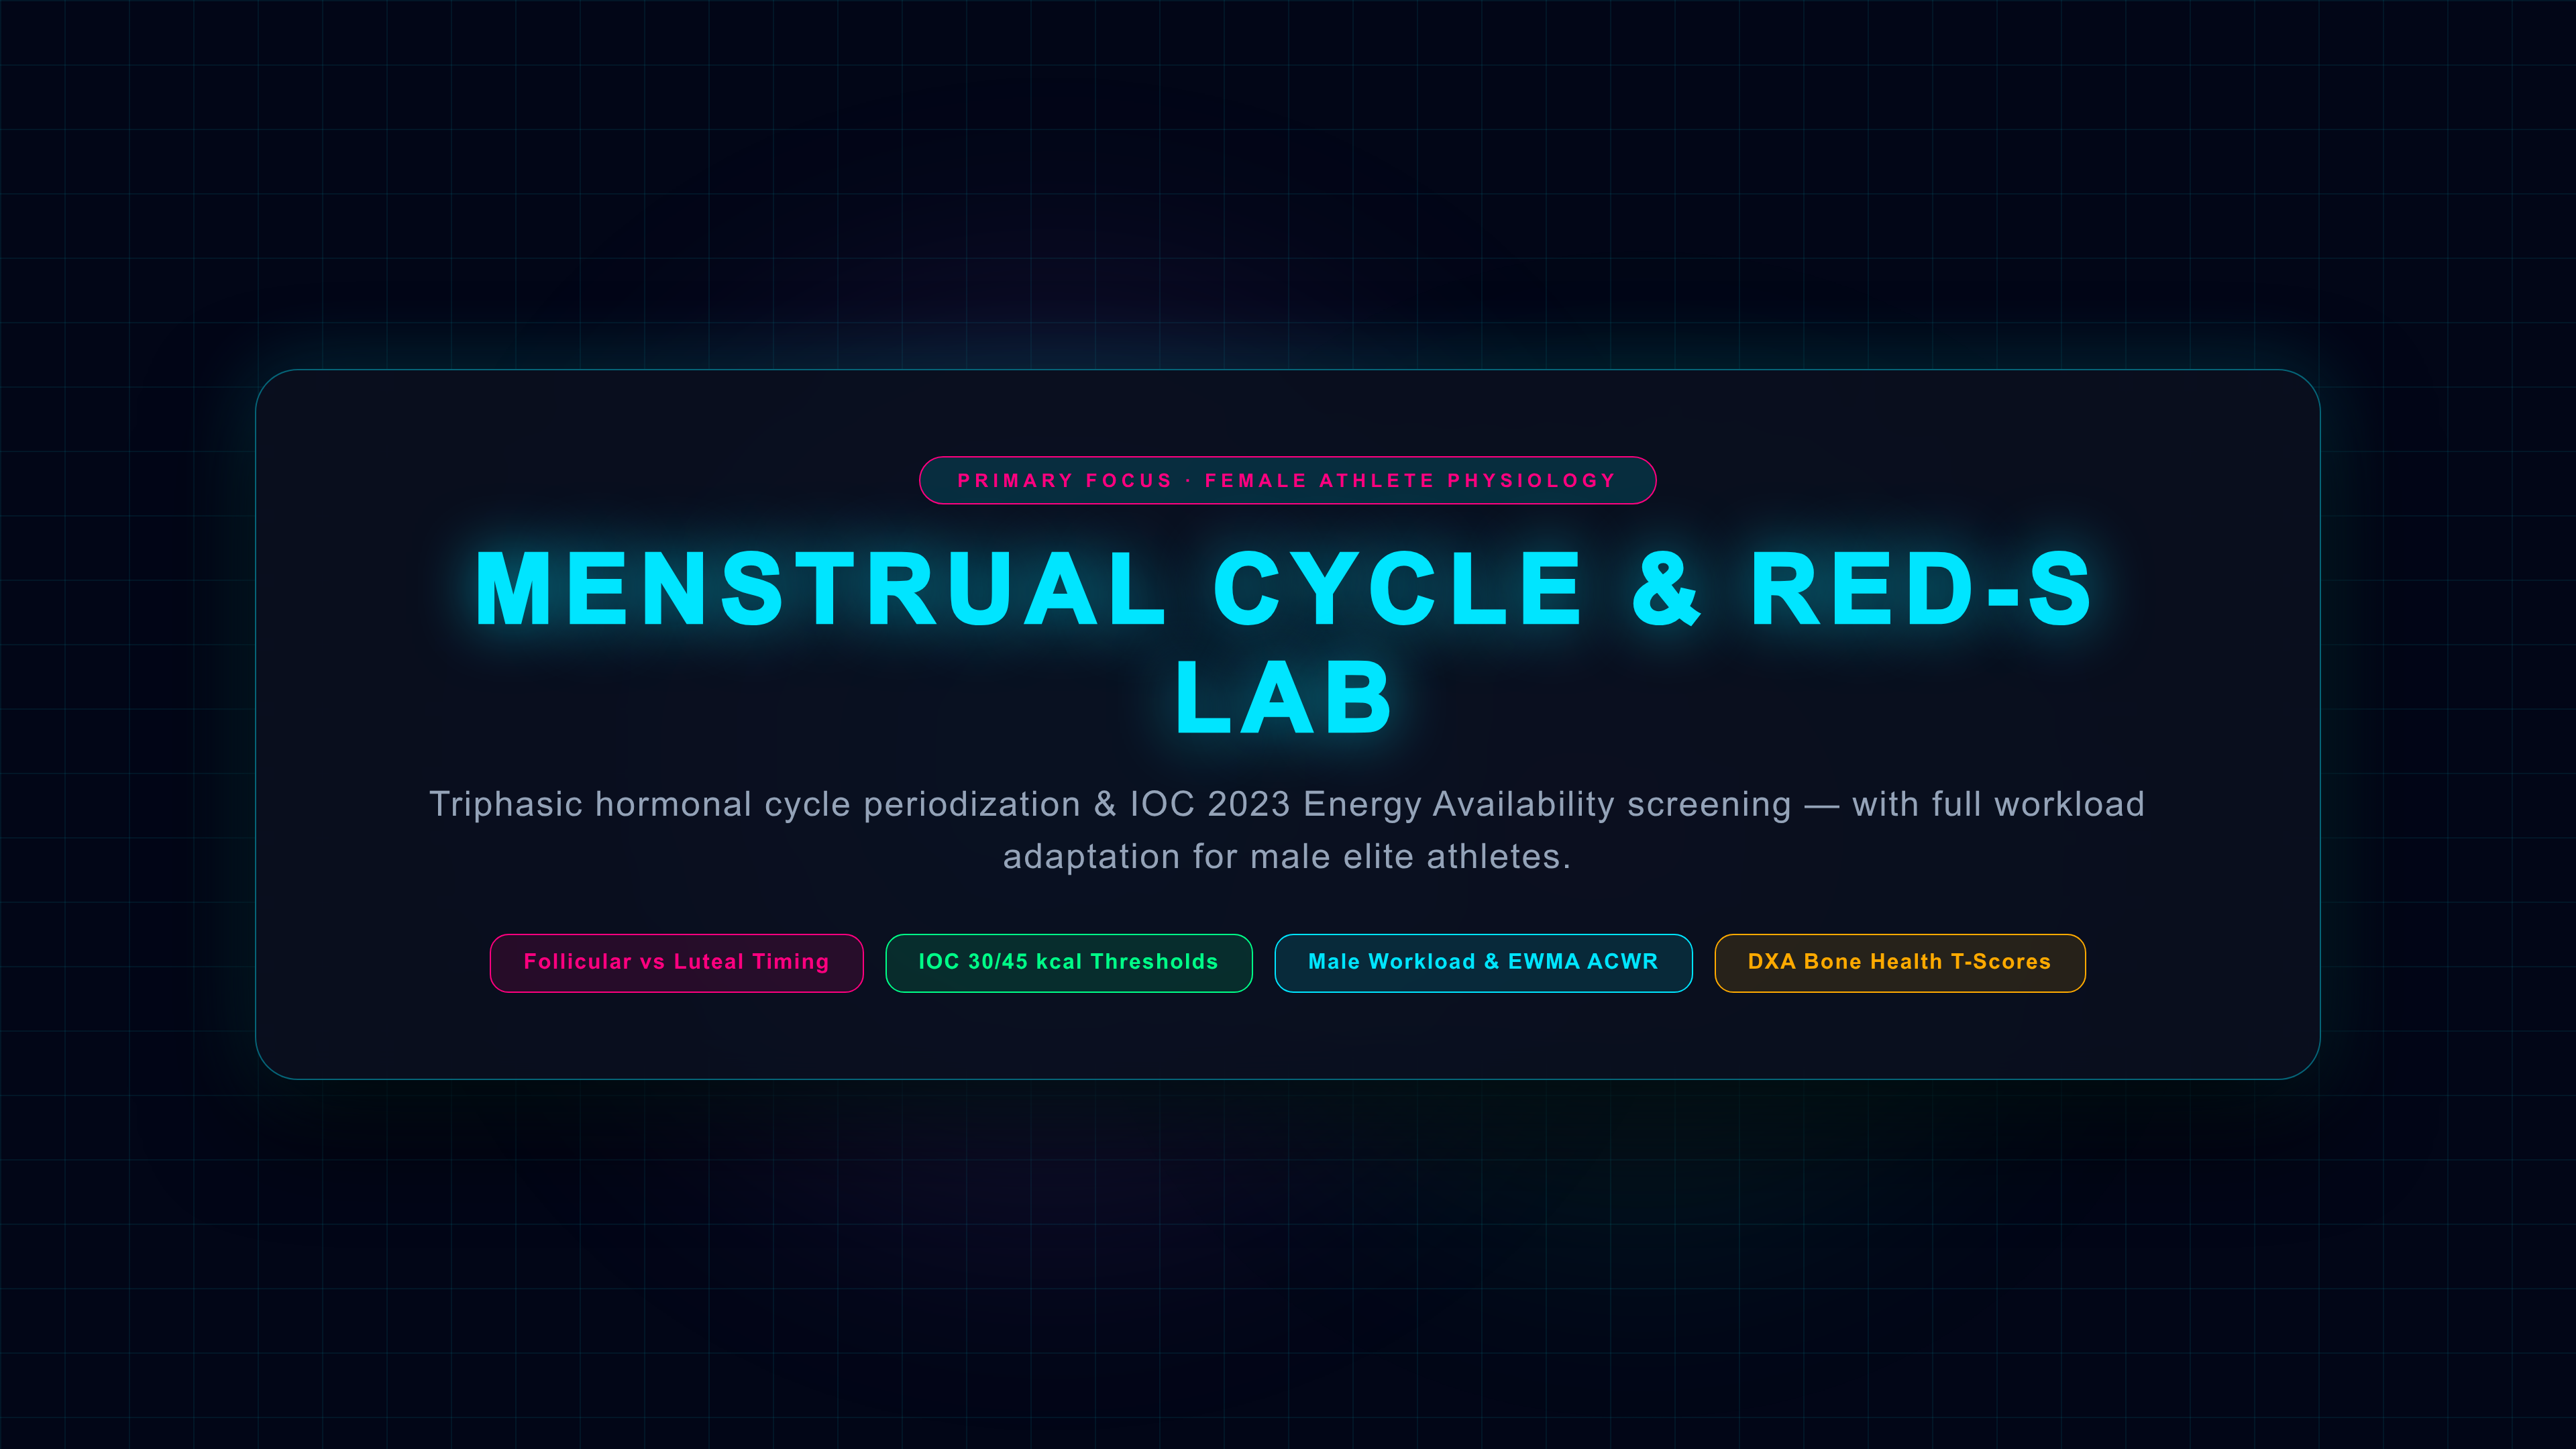 PRIMARY FOCUS · FEMALE ATHLETE PHYSIOLOGY
MENSTRUAL CYCLE & RED-S
LAB
Triphasic hormonal cycle periodization & IOC 2023 Energy Availability screening — with full workload
adaptation for male elite athletes.
Follicular vs Luteal Timing
IOC 30/45 kcal Thresholds
Male Workload & EWMA ACWR
DXA Bone Health T-Scores